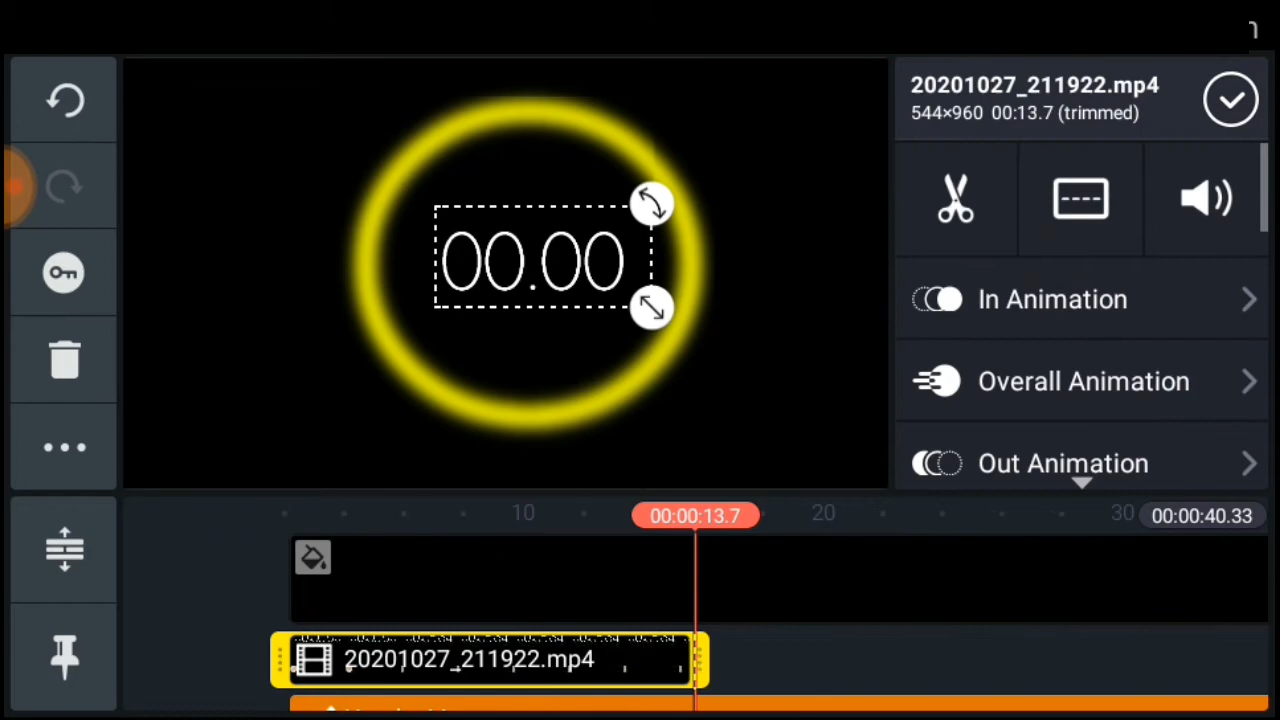 20201027_211922.mp4
544×960 00:13.7 (trimmed)
00.00
In Animation
Overall Animation
Out Animation
10
00:00:13.7
20
30
00:00:40.33
20201027_211922.mp4